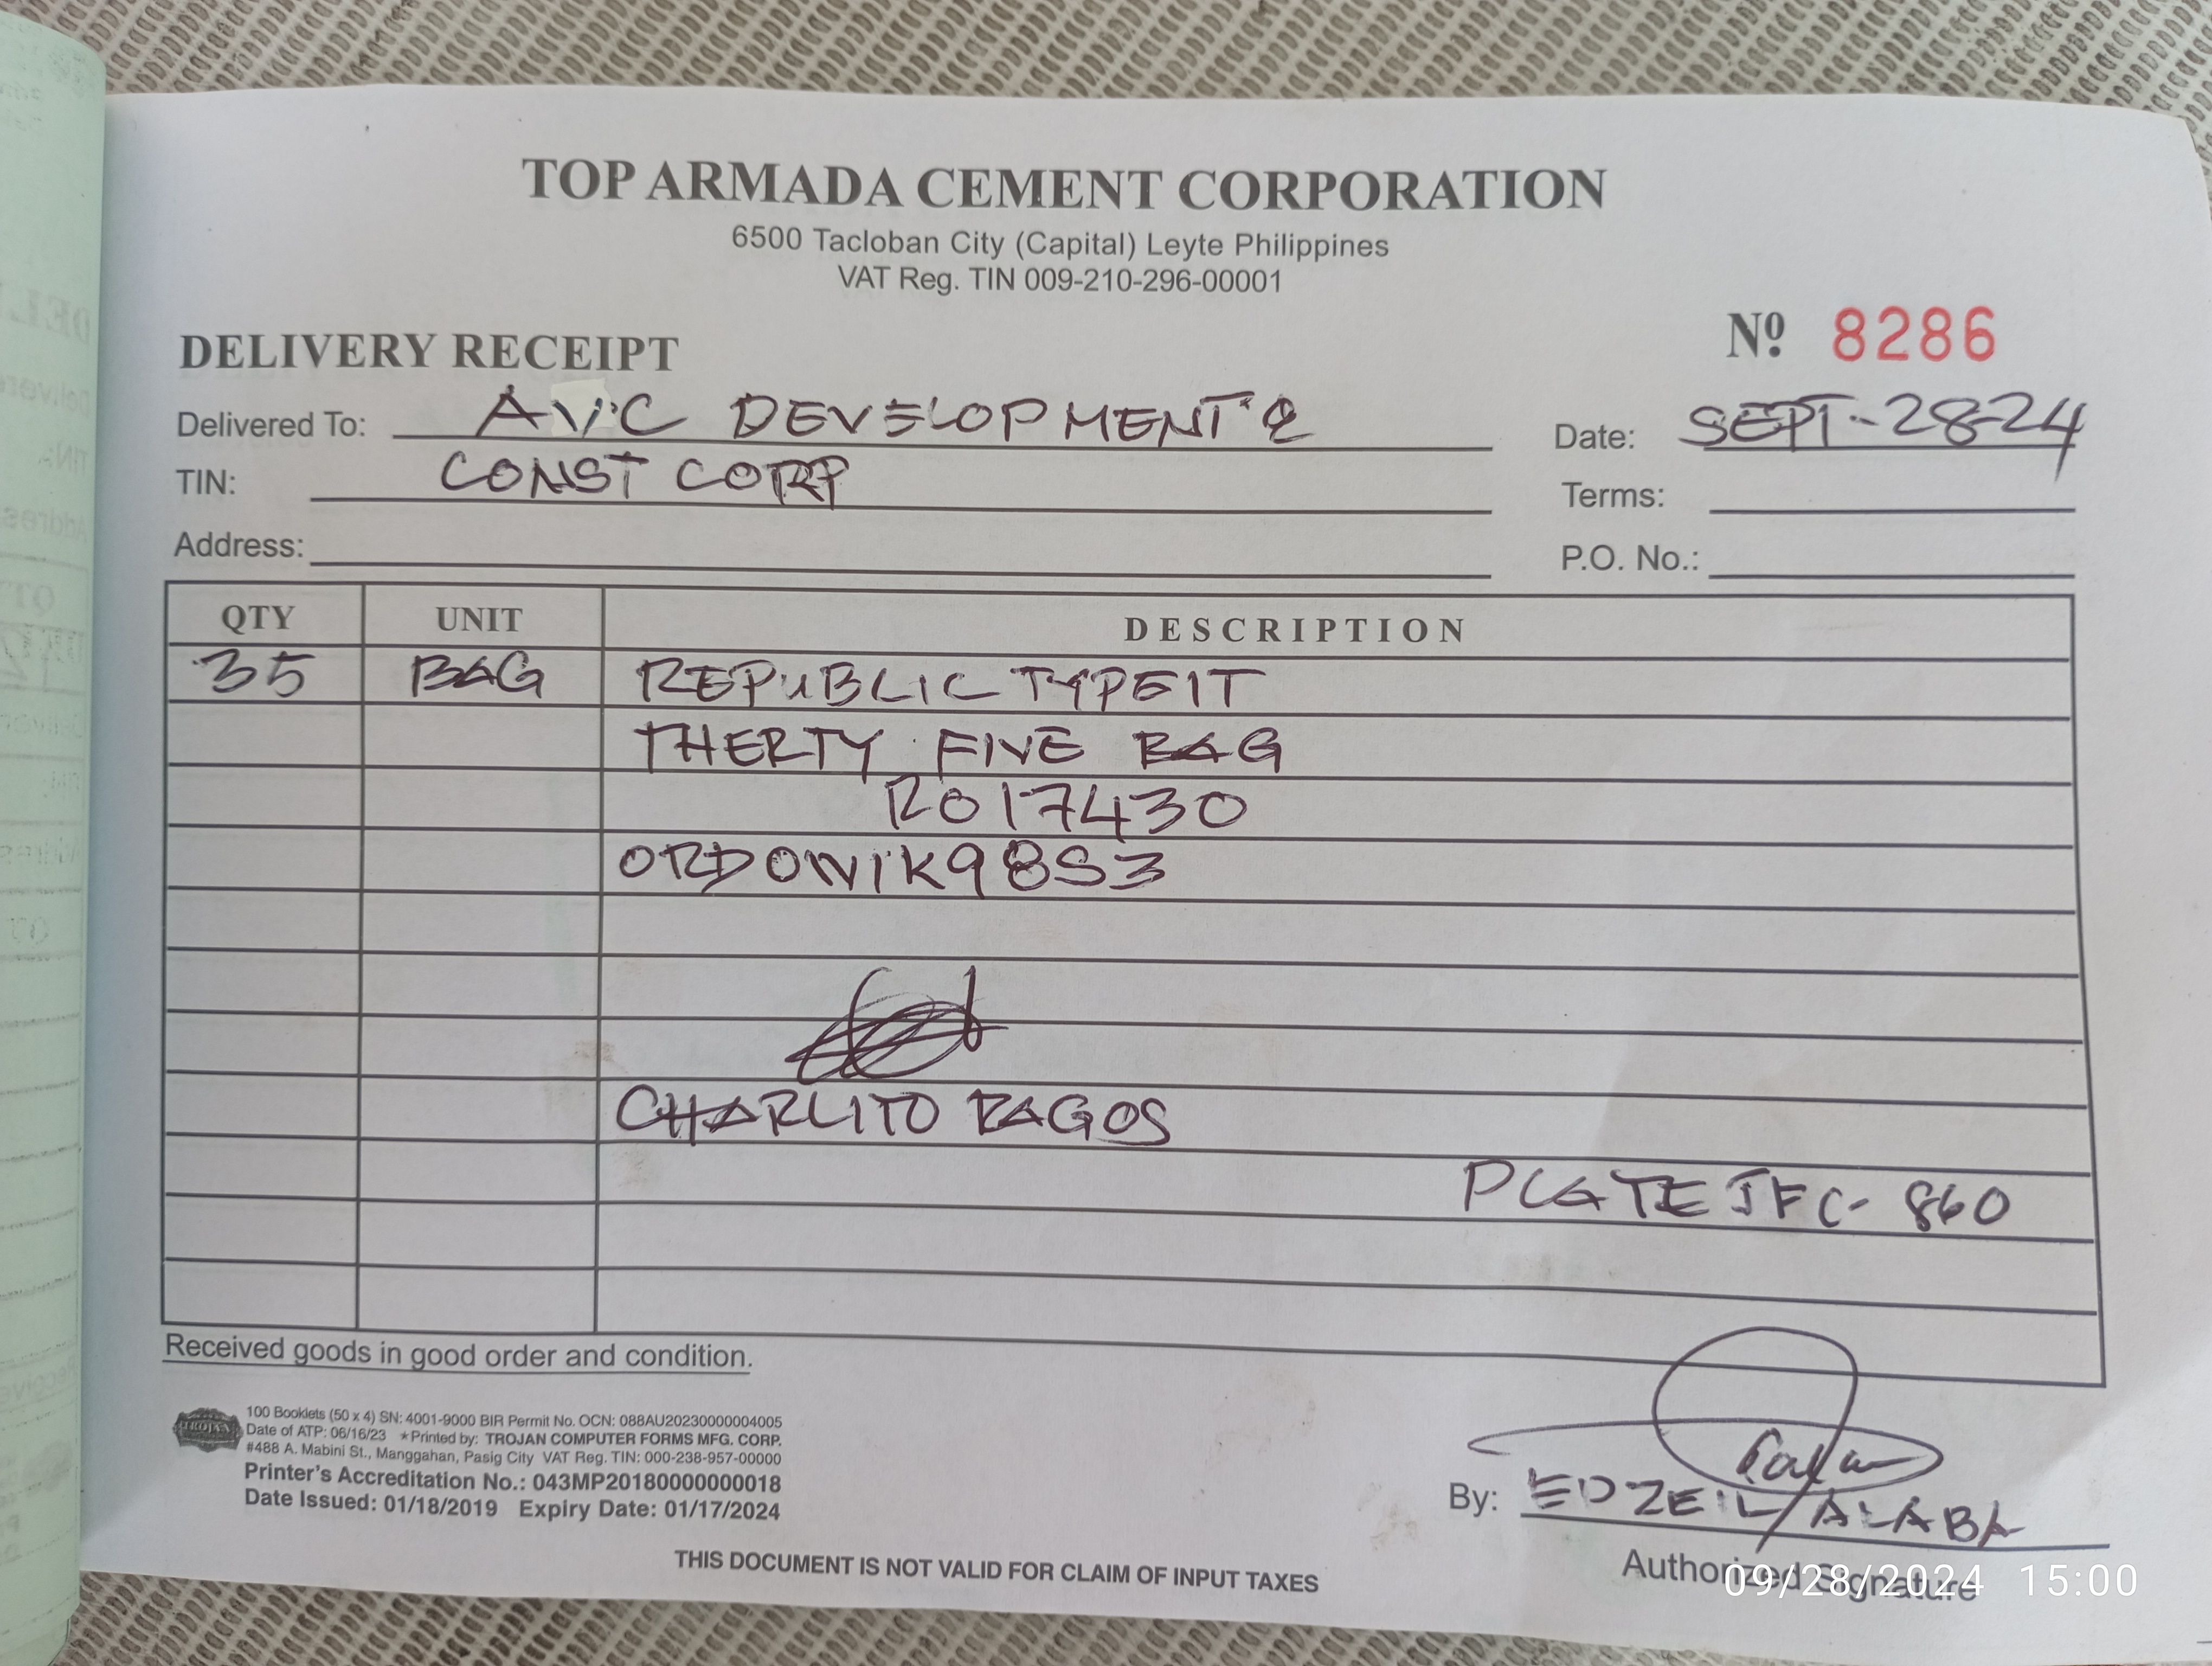 TOP ARMADA CEMENT CORPORATION
6500 Tacloban City (Capital) Leyte Philippines
VAT Reg. TIN 009-210-296-00001
DELIVERY RECEIPT
Nº 8286
Delivered To: AVC DEVELOPMENT &
Date: SEPT-28-24
TIN: CONST CORP
Terms:
Address:
P.O. No.:
QTY UNIT DESCRIPTION
35 BAG REPUBLIC TYPE1T
THERTY FIVE BAG
R017430
ORDOWIK9853
CHARLITO RAGOS
PLATE JFC-860
Received goods in good order and condition.
TROJAN
100 Booklets (50 x 4) SN: 4001-9000 BIR Permit No. OCN: 088AU20230000004005
Date of ATP: 06/16/23 ★Printed by: TROJAN COMPUTER FORMS MFG. CORP.
#488 A. Mabini St., Manggahan, Pasig City VAT Reg. TIN: 000-238-957-00000
Printer's Accreditation No.: 043MP20180000000018
Date Issued: 01/18/2019 Expiry Date: 01/17/2024
By: EDZEIL ALABA
Authorized Signature
THIS DOCUMENT IS NOT VALID FOR CLAIM OF INPUT TAXES
09/28/2024 15:00